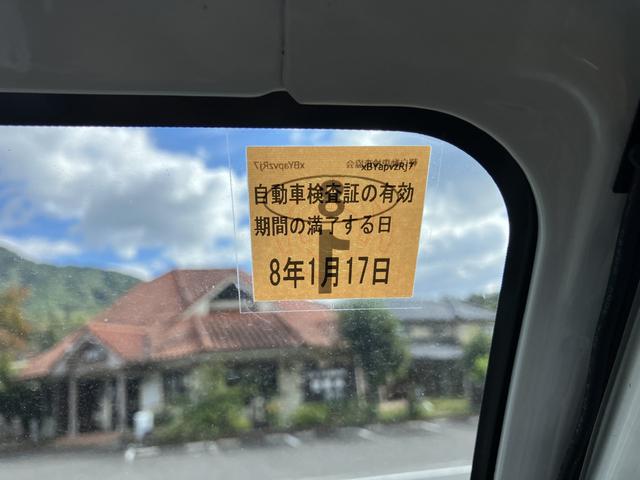 xBYapvzRj7
自動車検査証の有効
期間の満了する日
8年1月17日